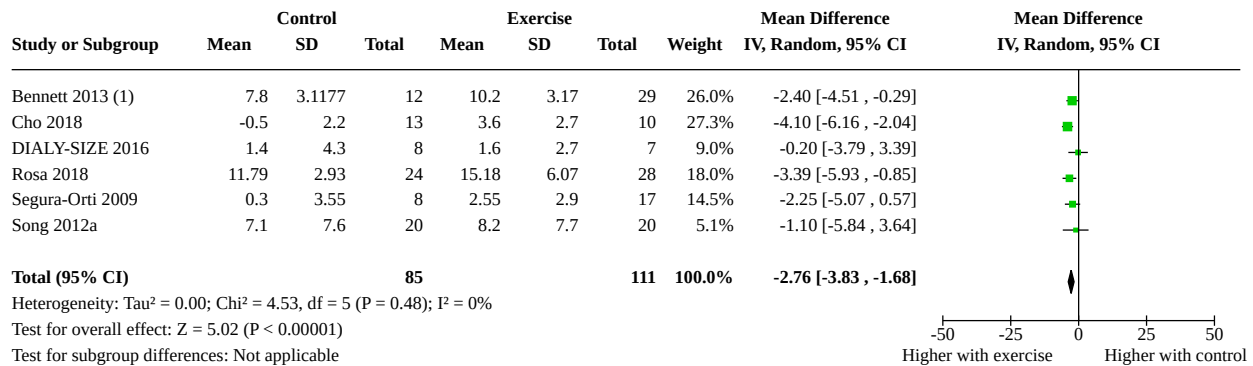 Control Exercise Mean Difference Mean Difference
Study or Subgroup Mean SD Total Mean SD Total Weight IV, Random, 95% CI IV, Random, 95% CI
Bennett 2013 (1) 7.8 3.1177 12 10.2 3.17 29 26.0% -2.40 [-4.51 , -0.29]
Cho 2018 -0.5 2.2 13 3.6 2.7 10 27.3% -4.10 [-6.16 , -2.04]
DIALY-SIZE 2016 1.4 4.3 8 1.6 2.7 7 9.0% -0.20 [-3.79 , 3.39]
Rosa 2018 11.79 2.93 24 15.18 6.07 28 18.0% -3.39 [-5.93 , -0.85]
Segura-Orti 2009 0.3 3.55 8 2.55 2.9 17 14.5% -2.25 [-5.07 , 0.57]
Song 2012a 7.1 7.6 20 8.2 7.7 20 5.1% -1.10 [-5.84 , 3.64]
Total (95% CI) 85 111 100.0% -2.76 [-3.83 , -1.68]
Heterogeneity: Tau² = 0.00; Chi² = 4.53, df = 5 (P = 0.48); I² = 0%
Test for overall effect: Z = 5.02 (P < 0.00001)
Test for subgroup differences: Not applicable
-50 -25 0 25 50
Higher with exercise Higher with control